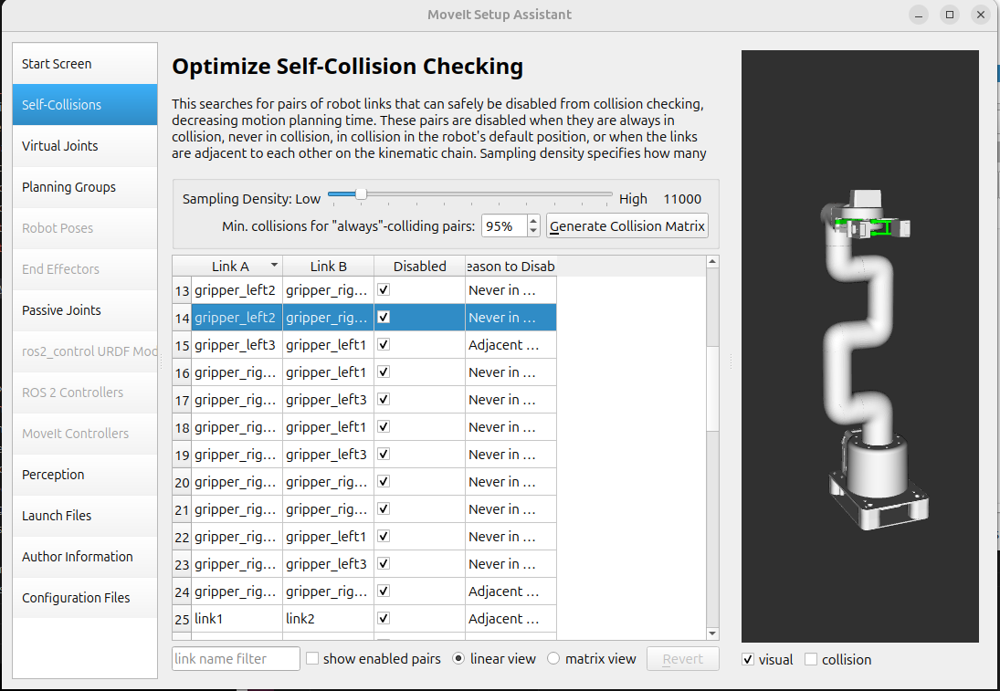 MoveIt Setup Assistant
Start Screen
Self-Collisions
Virtual Joints
Planning Groups
Robot Poses
End Effectors
Passive Joints
ros2_control URDF Mod
ROS 2 Controllers
MoveIt Controllers
Perception
Launch Files
Author Information
Configuration Files
Optimize Self-Collision Checking
This searches for pairs of robot links that can safely be disabled from collision checking,
decreasing motion planning time. These pairs are disabled when they are always in
collision, never in collision, in collision in the robot's default position, or when the links
are adjacent to each other on the kinematic chain. Sampling density specifies how many
Sampling Density: Low High 11000
Min. collisions for "always"-colliding pairs: 95% Generate Collision Matrix
Link A Link B Disabled eason to Disab
13 gripper_left2 gripper_rig... Never in ...
14 gripper_left2 gripper_rig... Never in ...
15 gripper_left3 gripper_left1 Adjacent ...
16 gripper_rig... gripper_left1 Never in ...
17 gripper_rig... gripper_left3 Never in ...
18 gripper_rig... gripper_left1 Never in ...
19 gripper_rig... gripper_left3 Never in ...
20 gripper_rig... gripper_rig... Never in ...
21 gripper_rig... gripper_rig... Never in ...
22 gripper_rig... gripper_left1 Never in ...
23 gripper_rig... gripper_left3 Never in ...
24 gripper_rig... gripper_rig... Adjacent ...
25 link1 link2 Adjacent ...
link name filter show enabled pairs linear view matrix view Revert
visual collision